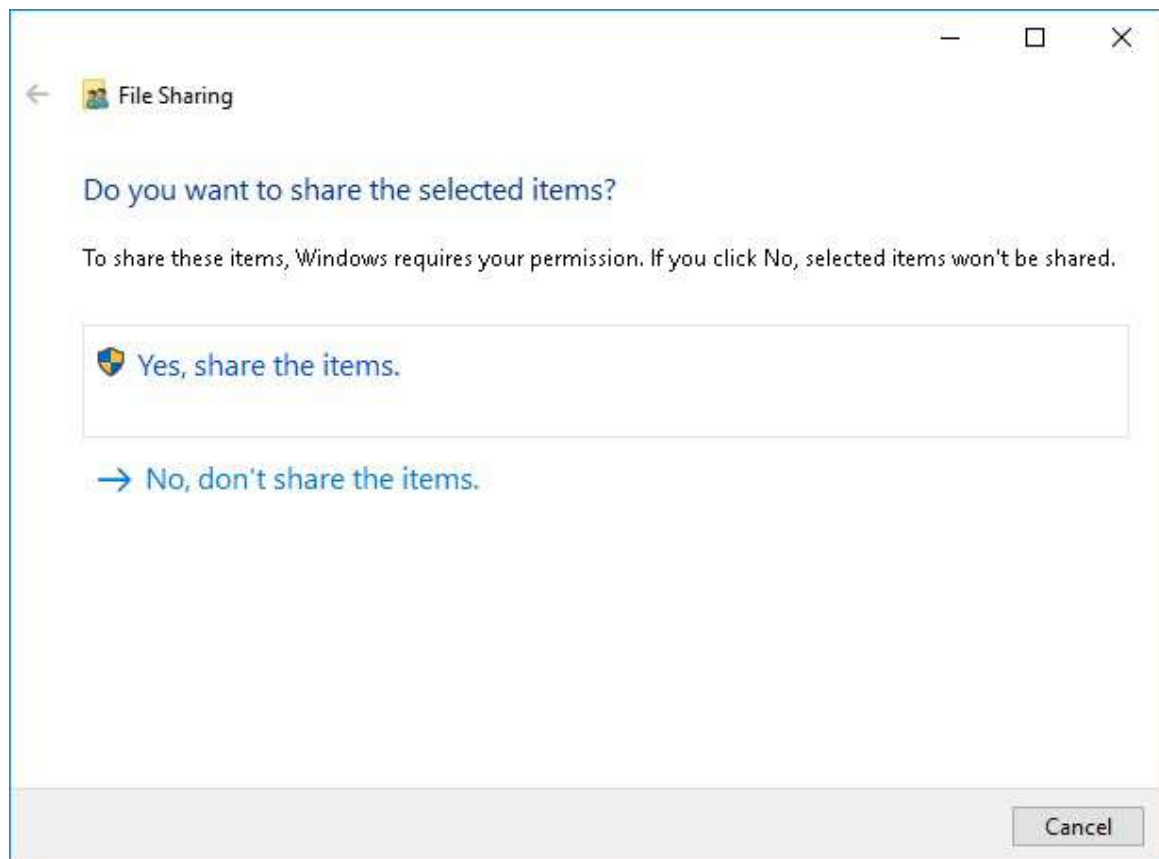 File Sharing
Do you want to share the selected items?
To share these items, Windows requires your permission. If you click No, selected items won't be shared.
Yes, share the items.
No, don't share the items.
Cancel